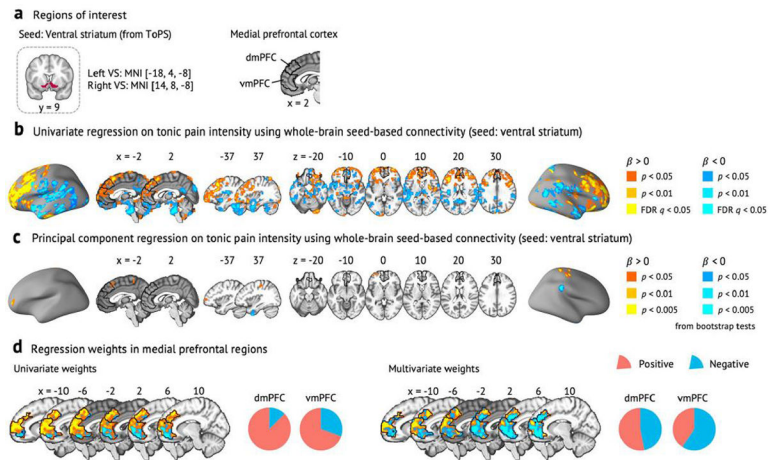 a Regions of interest
Seed: Ventral striatum (from ToPS)
Medial prefrontal cortex
dmPFC
vmPFC
Left VS: MNI [-18, 4, -8]
Right VS: MNI [14, 8, -8]
y = 9
x = 2
b Univariate regression on tonic pain intensity using whole-brain seed-based connectivity (seed: ventral striatum)
x = -2 2 -37 37 z = -20 -10 0 10 20 30
β > 0 β < 0
p < 0.05 p < 0.05
p < 0.01 p < 0.01
FDR q < 0.05 FDR q < 0.05
c Principal component regression on tonic pain intensity using whole-brain seed-based connectivity (seed: ventral striatum)
x = -2 2 -37 37 z = -20 -10 0 10 20 30
β > 0 β < 0
p < 0.05 p < 0.05
p < 0.01 p < 0.01
p < 0.005 p < 0.005
from bootstrap tests
d Regression weights in medial prefrontal regions
Positive Negative
Univariate weights
x = -10 -6 -2 2 6 10
dmPFC vmPFC
Multivariate weights
x = -10 -6 -2 2 6 10
dmPFC vmPFC